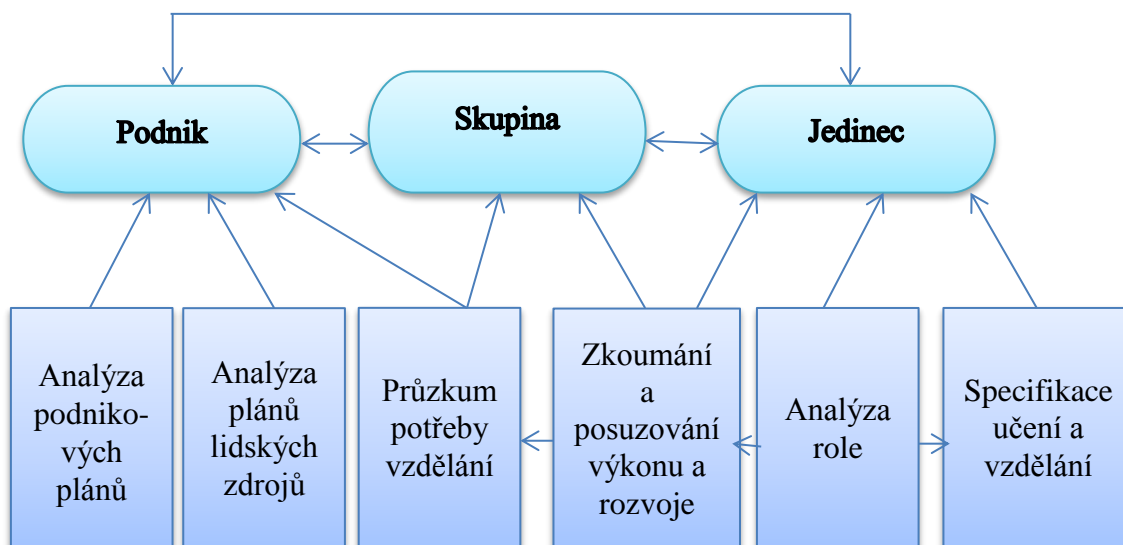 Podnik
Skupina
Jedinec
Analýza
podniko-
vých
plánů
Analýza
plánů
lidských
zdrojů
Průzkum
potřeby
vzdělání
Zkoumání
a
posuzování
výkonu a
rozvoje
Analýza
role
Specifikace
učení a
vzdělání